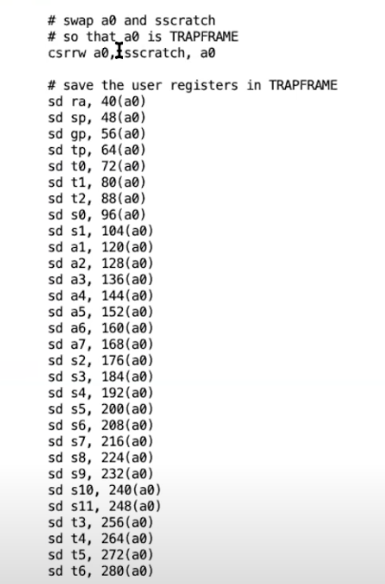 # swap a0 and sscratch
# so that a0 is TRAPFRAME
csrrw a0, sscratch, a0
# save the user registers in TRAPFRAME
sd ra, 40(a0)
sd sp, 48(a0)
sd gp, 56(a0)
sd tp, 64(a0)
sd t0, 72(a0)
sd t1, 80(a0)
sd t2, 88(a0)
sd s0, 96(a0)
sd s1, 104(a0)
sd a1, 120(a0)
sd a2, 128(a0)
sd a3, 136(a0)
sd a4, 144(a0)
sd a5, 152(a0)
sd a6, 160(a0)
sd a7, 168(a0)
sd s2, 176(a0)
sd s3, 184(a0)
sd s4, 192(a0)
sd s5, 200(a0)
sd s6, 208(a0)
sd s7, 216(a0)
sd s8, 224(a0)
sd s9, 232(a0)
sd s10, 240(a0)
sd s11, 248(a0)
sd t3, 256(a0)
sd t4, 264(a0)
sd t5, 272(a0)
sd t6, 280(a0)